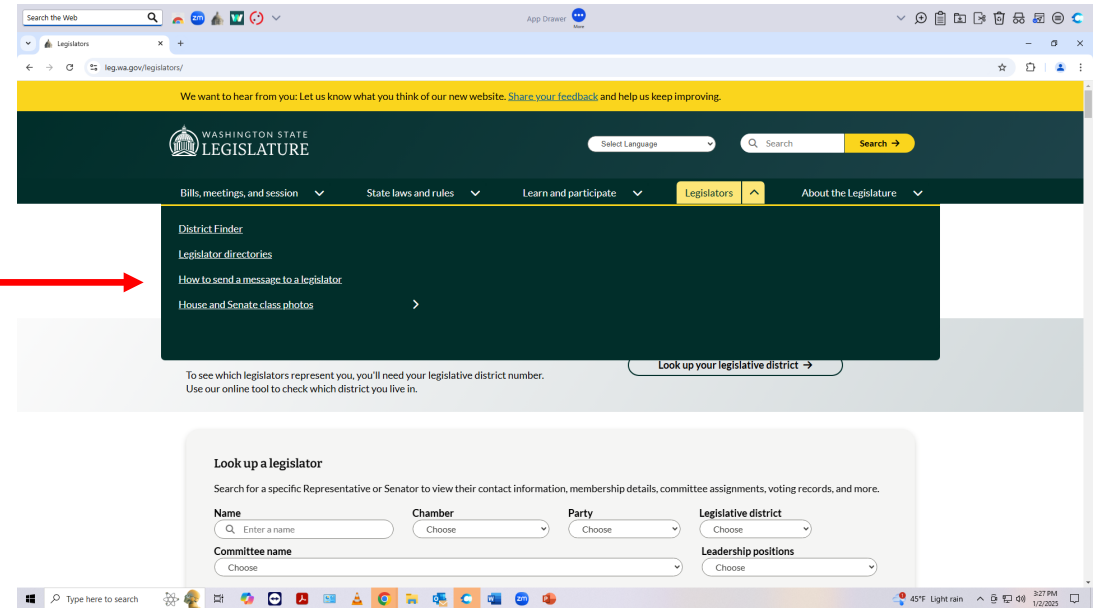 Search the Web
App Drawer
More
Legislators
leg.wa.gov/legislators/
We want to hear from you: Let us know what you think of our new website. Share your feedback and help us keep improving.
WASHINGTON STATE
LEGISLATURE
Select Language
Search
Search →
Bills, meetings, and session
State laws and rules
Learn and participate
Legislators
About the Legislature
District Finder
Legislator directories
How to send a message to a legislator
House and Senate class photos
To see which legislators represent you, you'll need your legislative district number.
Use our online tool to check which district you live in.
Look up your legislative district →
Look up a legislator
Search for a specific Representative or Senator to view their contact information, membership details, committee assignments, voting records, and more.
Name
Chamber
Party
Legislative district
Enter a name
Choose
Choose
Choose
Committee name
Leadership positions
Choose
Choose
Type here to search
45°F Light rain
3:27 PM
1/2/2025